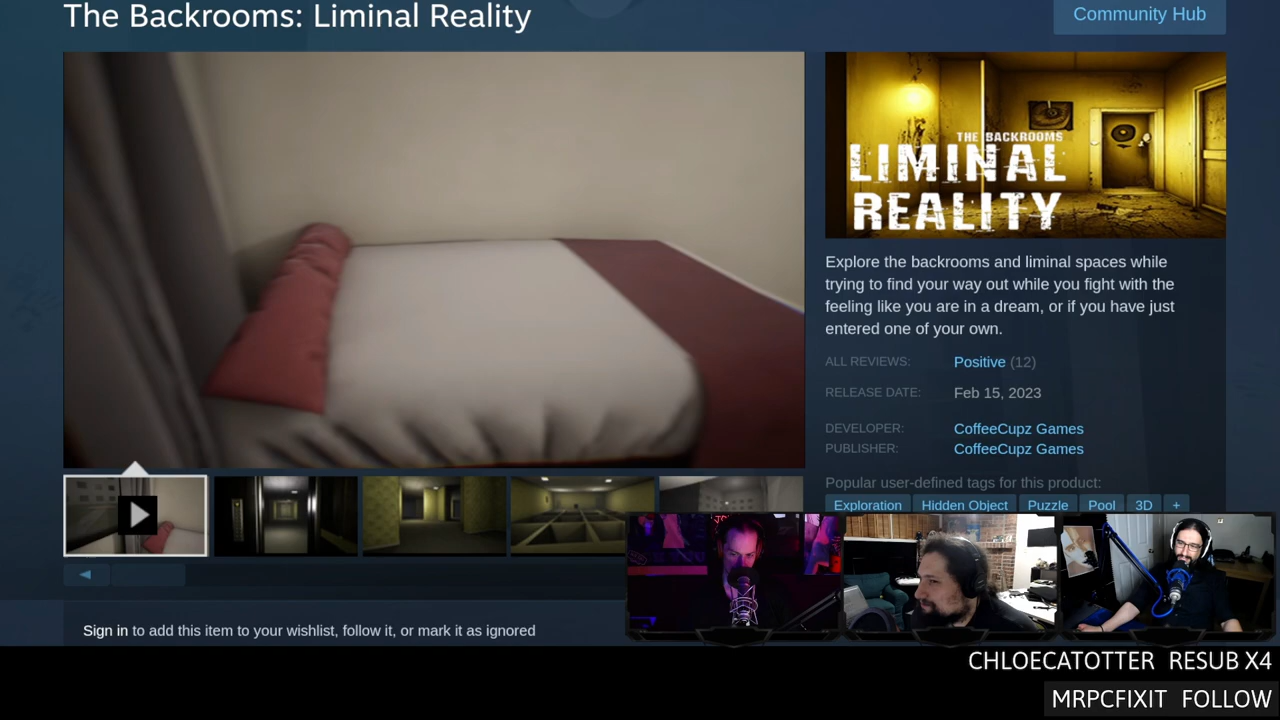 The Backrooms: Liminal Reality
Community Hub
THE BACKROOMS
LIMINAL
REALITY
Explore the backrooms and liminal spaces while
trying to find your way out while you fight with the
feeling like you are in a dream, or if you have just
entered one of your own.
ALL REVIEWS: Positive (12)
RELEASE DATE: Feb 15, 2023
DEVELOPER: CoffeeCupz Games
PUBLISHER: CoffeeCupz Games
Popular user-defined tags for this product:
Exploration Hidden Object Puzzle Pool 3D +
Sign in to add this item to your wishlist, follow it, or mark it as ignored
CHLOECATOTTER RESUB X4
MRPCFIXIT FOLLOW